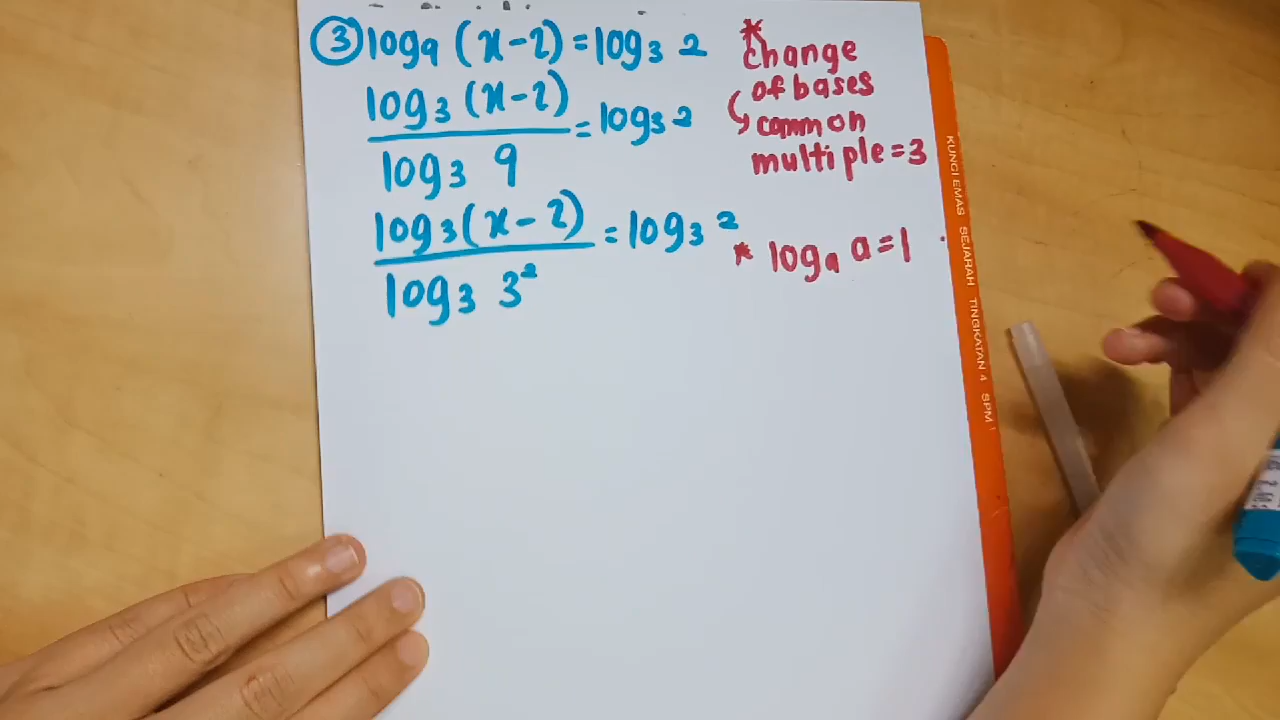 ③ log₉ (x-2) = log₃ 2
log₃ (x-2) / log₃ 9 = log₃ 2
log₃ (x-2) / log₃ 3² = log₃ 2
* change
of bases
common
multiple = 3
* logₐ a = 1
KUNCI EMAS SEJARAH TINGKATAN 4 SPM